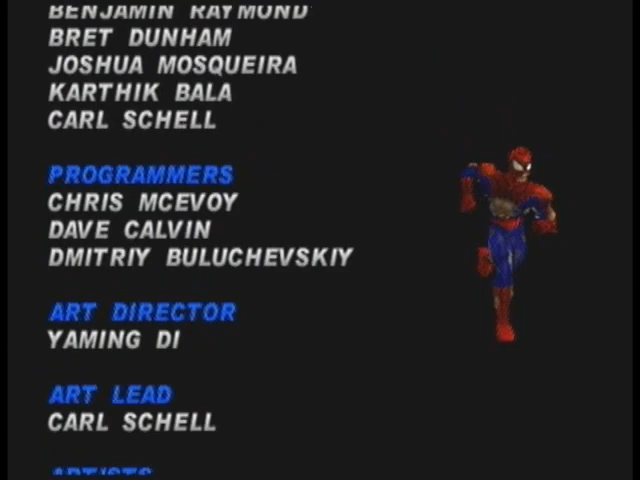 BENJAMIN RAYMOND
BRET DUNHAM
JOSHUA MOSQUEIRA
KARTHIK BALA
CARL SCHELL
PROGRAMMERS
CHRIS MCEVOY
DAVE CALVIN
DMITRIY BULUCHEVSKIY
ART DIRECTOR
YAMING DI
ART LEAD
CARL SCHELL
ARTISTS